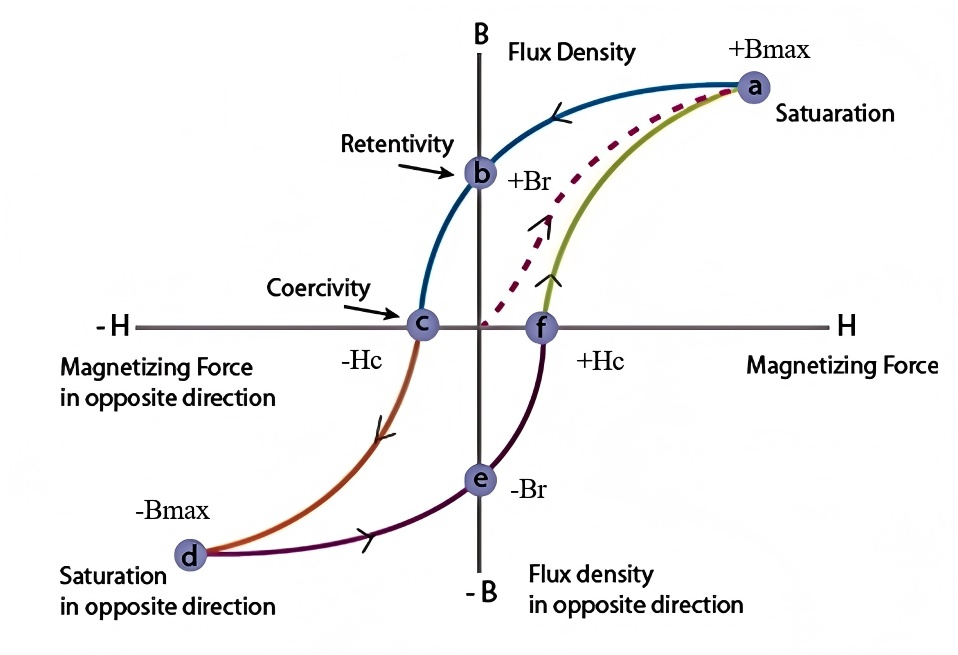 B
Flux Density
+Bmax
a
Satuaration
Retentivity
b
+Br
Coercivity
- H
c
f
H
-Hc
+Hc
Magnetizing Force
in opposite direction
Magnetizing Force
e
-Br
-Bmax
d
Saturation
in opposite direction
- B
Flux density
in opposite direction